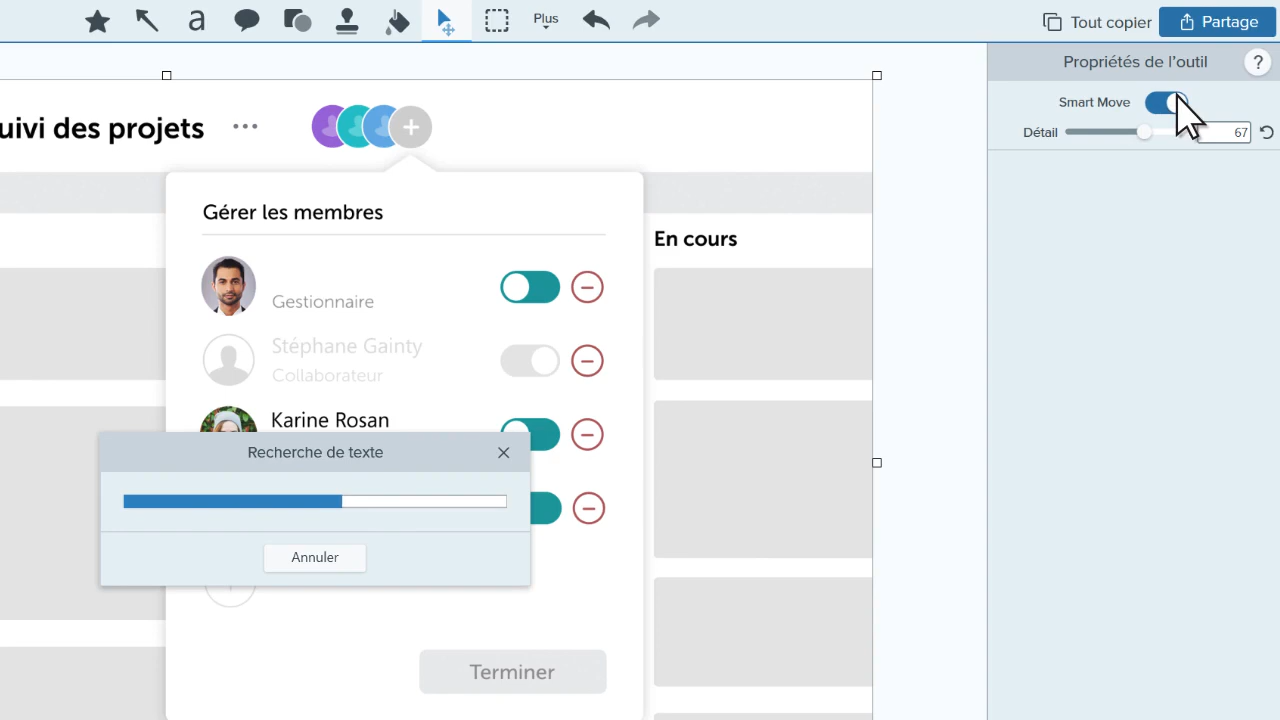 a
Plus
Tout copier
Partage
Propriétés de l'outil
?
Smart Move
Détail
67
uivi des projets
Gérer les membres
Gestionnaire
Stéphane Gainty
Collaborateur
Karine Rosan
Recherche de texte
Annuler
Terminer
En cours